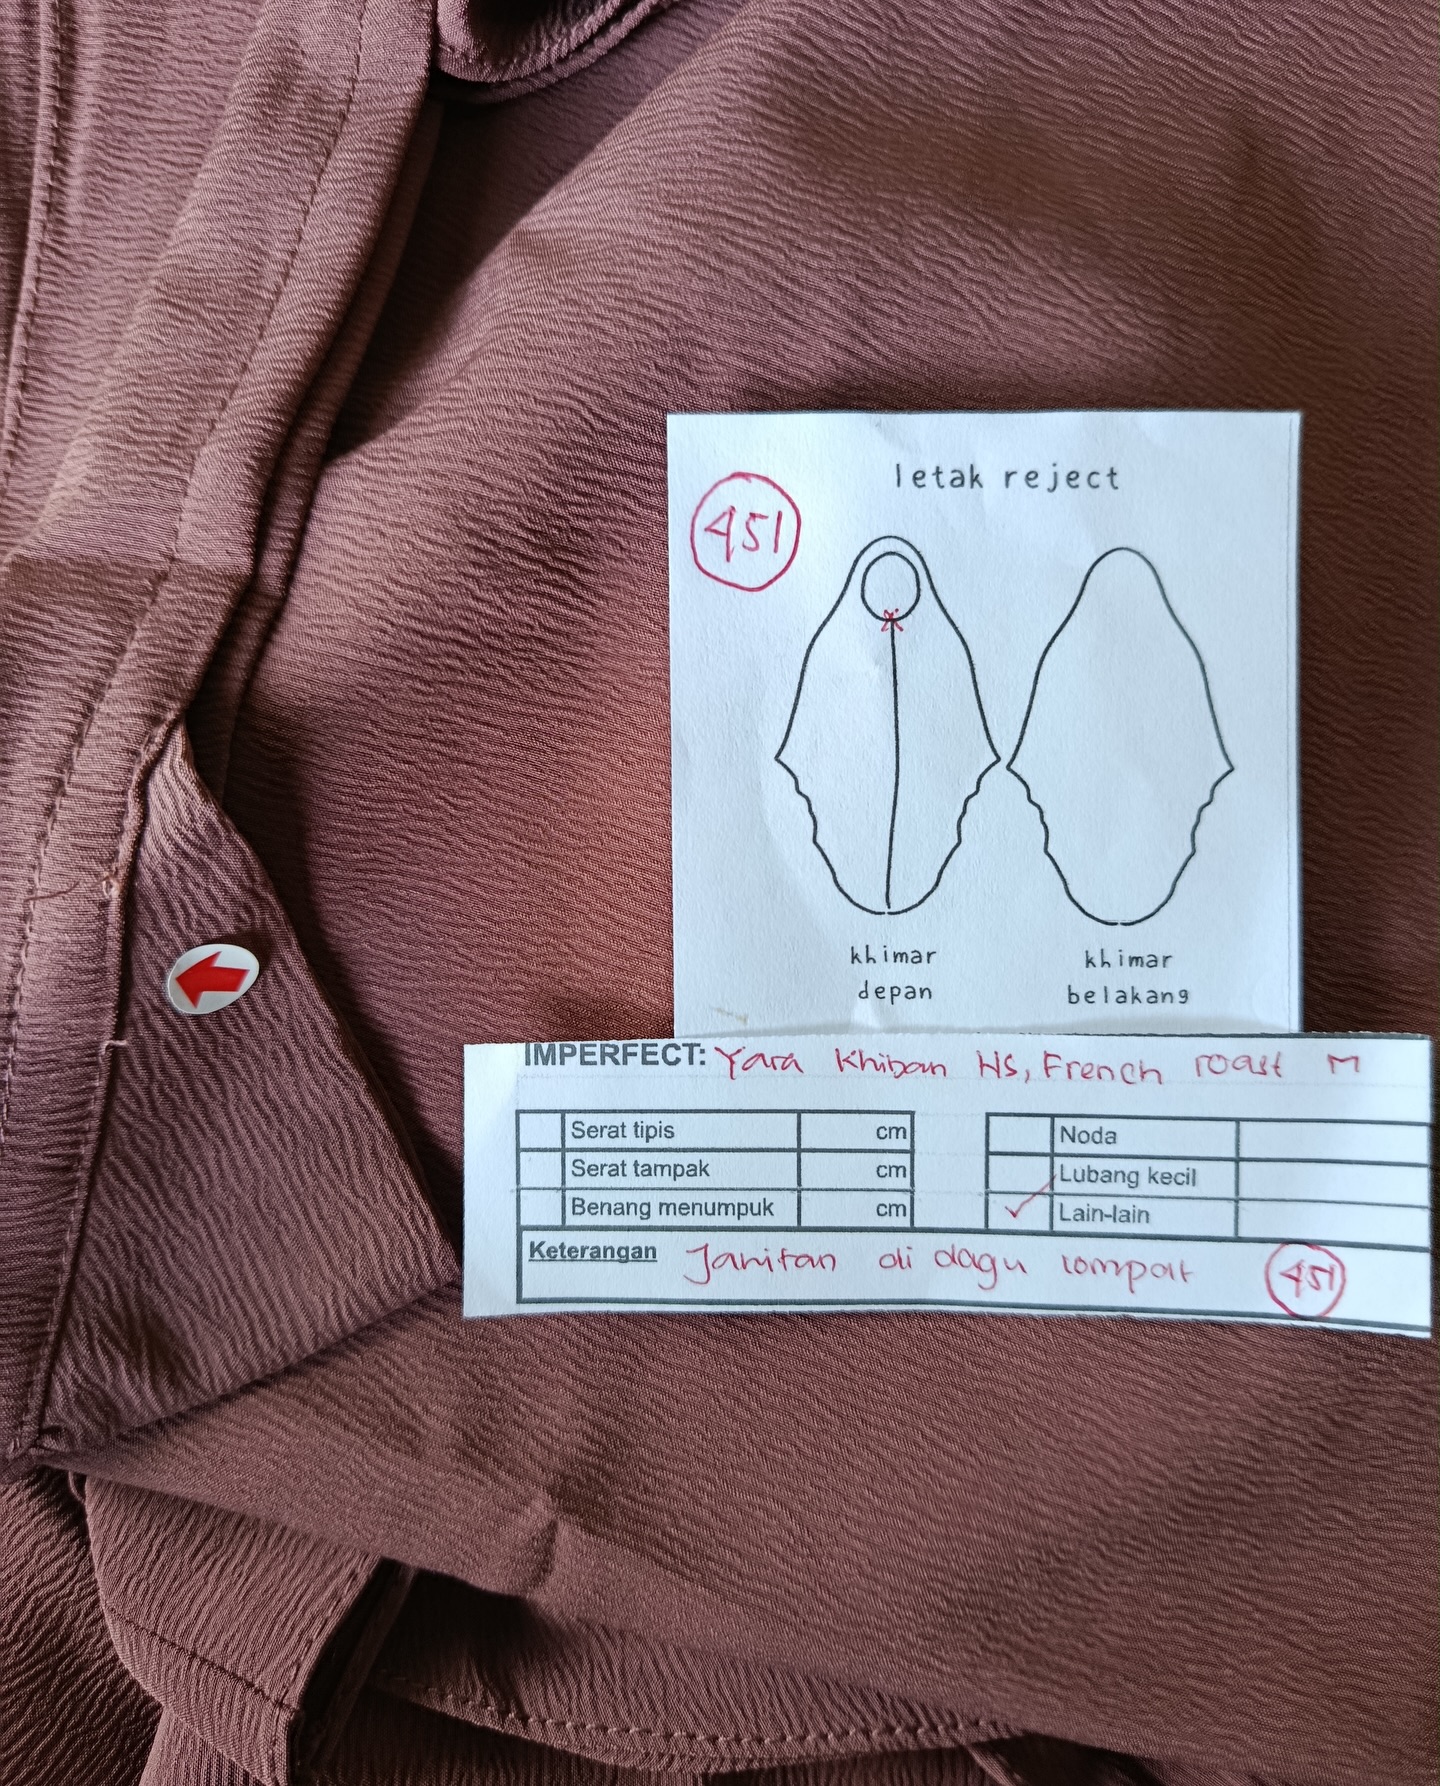 letak reject
451
khimar depan
khimar belakang
IMPERFECT: Yara Khiban HS, French roast M
Serat tipis cm
Serat tampak cm
Benang menumpuk cm
Noda
Lubang kecil
Lain-lain
Keterangan Jahitan di dagu lompat 451